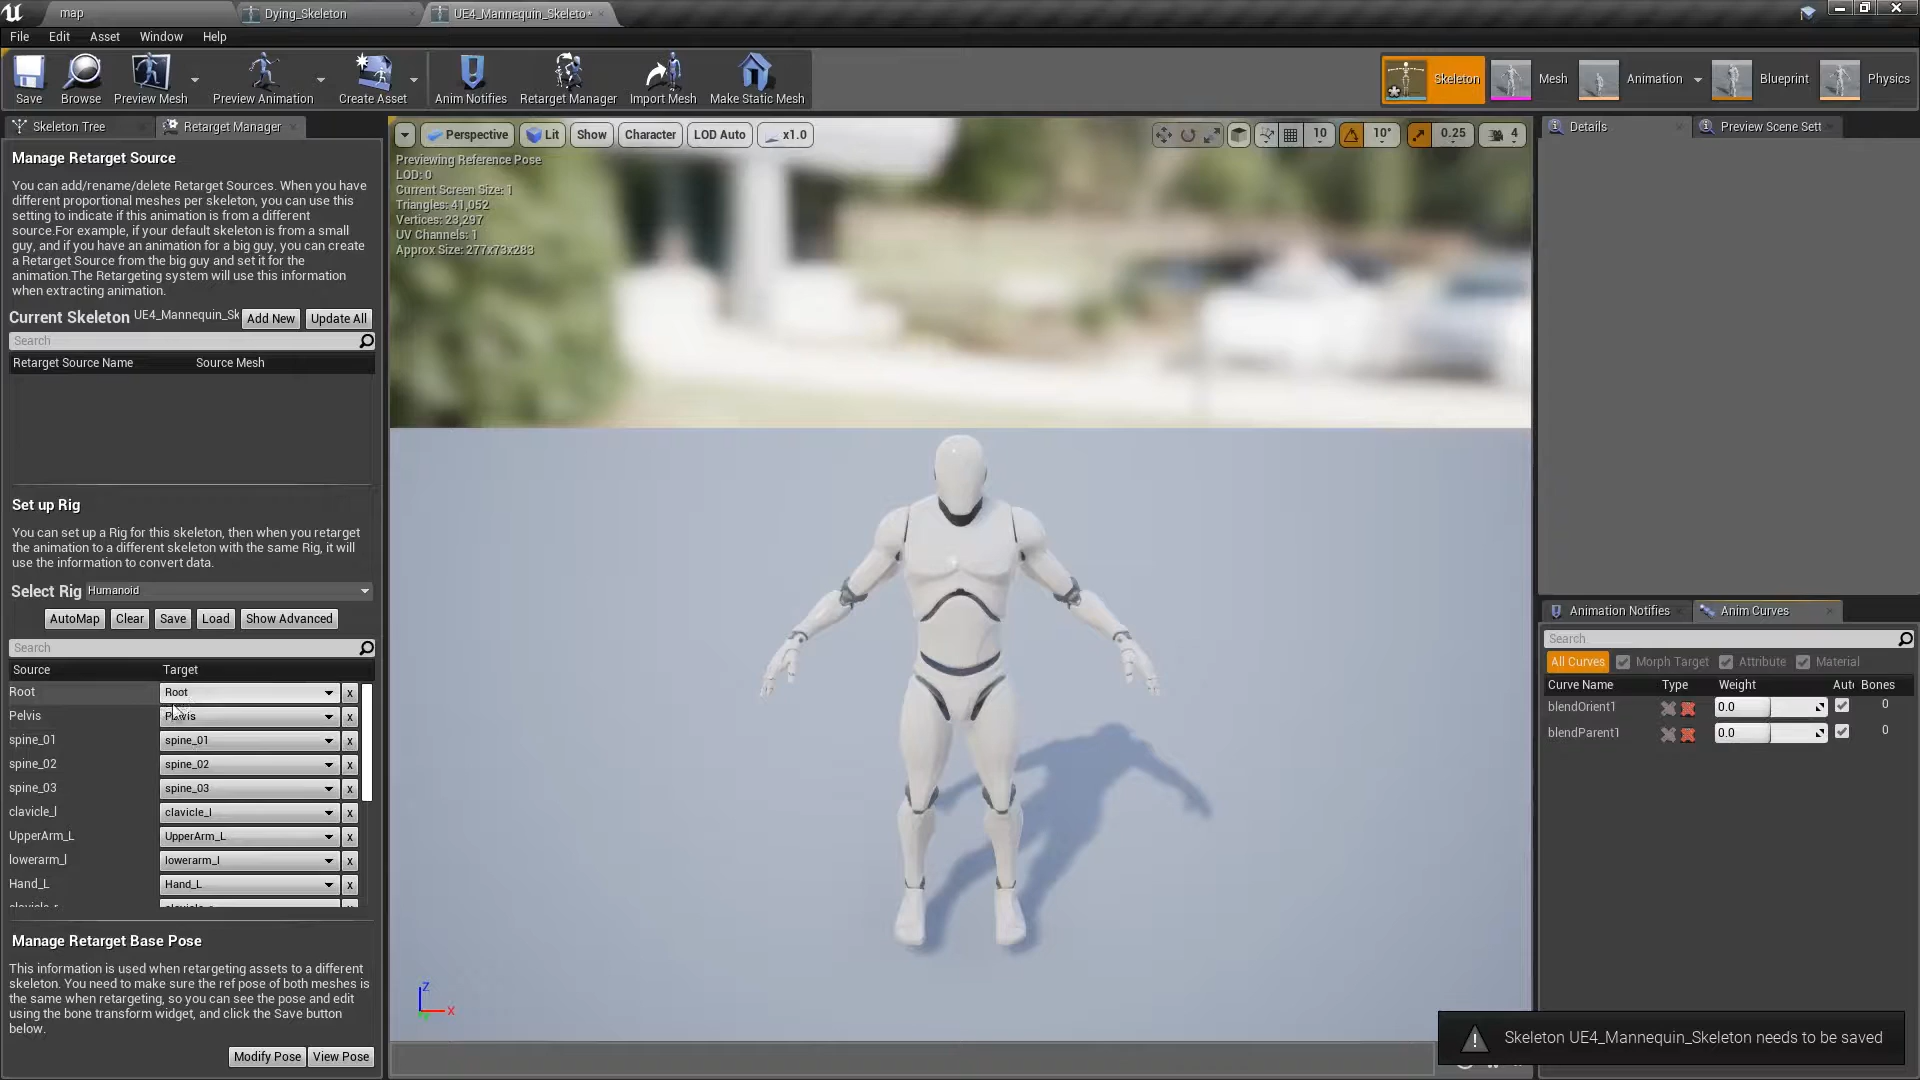 map
Dying_Skeleton
UE4_Mannequin_Skeleto*
File Edit Asset Window Help
Save Browse Preview Mesh Preview Animation Create Asset Anim Notifies Retarget Manager Import Mesh Make Static Mesh
Skeleton Mesh Animation Blueprint Physics
Skeleton Tree Retarget Manager
Manage Retarget Source
You can add/rename/delete Retarget Sources. When you have
different proportional meshes per skeleton, you can use this
setting to indicate if this animation is from a different
source.For example, if your default skeleton is from a small
guy, and if you have an animation for a big guy, you can create
a Retarget Source from the big guy and set it for the
animation.The Retargeting system will use this information
when extracting animation.
Current Skeleton UE4_Mannequin_Sk Add New Update All
Search
Retarget Source Name Source Mesh
Set up Rig
You can set up a Rig for this skeleton, then when you retarget
the animation to a different skeleton with the same Rig, it will
use the information to convert data.
Select Rig Humanoid
AutoMap Clear Save Load Show Advanced
Search
Source Target
Root Root x
Pelvis Pelvis x
spine_01 spine_01 x
spine_02 spine_02 x
spine_03 spine_03 x
clavicle_l clavicle_l x
UpperArm_L UpperArm_L x
lowerarm_l lowerarm_l x
Hand_L Hand_L x
clavicle_r clavicle_r
Manage Retarget Base Pose
This information is used when retargeting assets to a different
skeleton. You need to make sure the ref pose of both meshes is
the same when retargeting, so you can see the pose and edit
using the bone transform widget, and click the Save button
below.
Modify Pose View Pose
Perspective Lit Show Character LOD Auto x1.0
10 10° 0.25 4
Previewing Reference Pose
LOD: 0
Current Screen Size: 1
Triangles: 41,052
Vertices: 23,297
UV Channels: 1
Approx Size: 277x73x283
Z
X
Details Preview Scene Sett
Animation Notifies Anim Curves
Search
All Curves Morph Target Attribute Material
Curve Name Type Weight Aut Bones
blendOrient1 0.0 0
blendParent1 0.0 0
Skeleton UE4_Mannequin_Skeleton needs to be saved